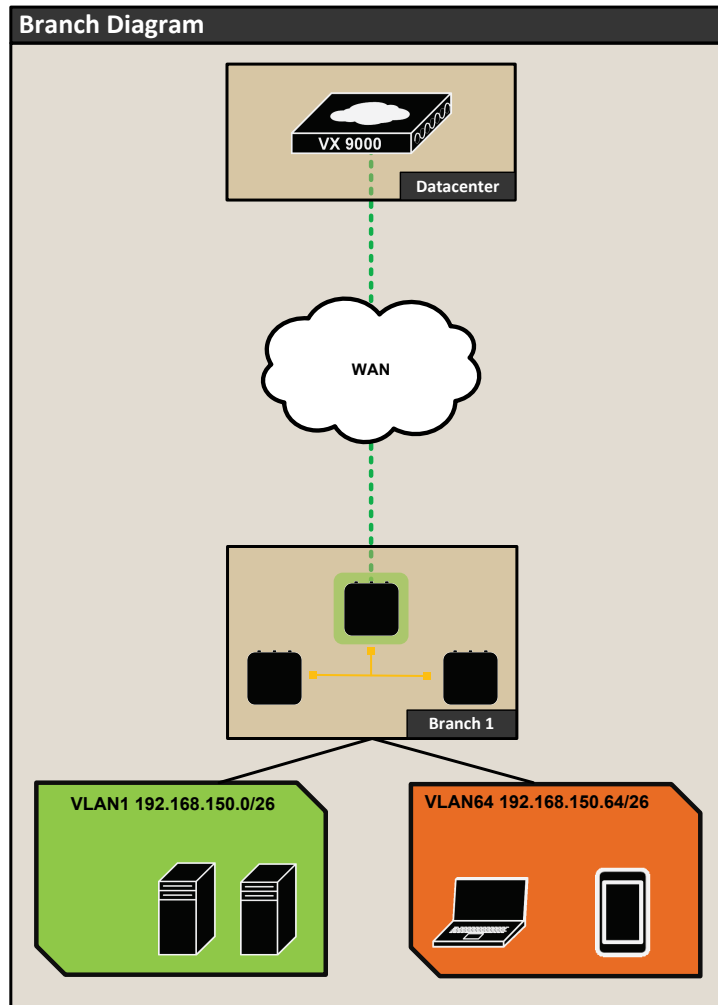 Branch Diagram
VX 9000
Datacenter
WAN
Branch 1
VLAN1 192.168.150.0/26
VLAN64 192.168.150.64/26